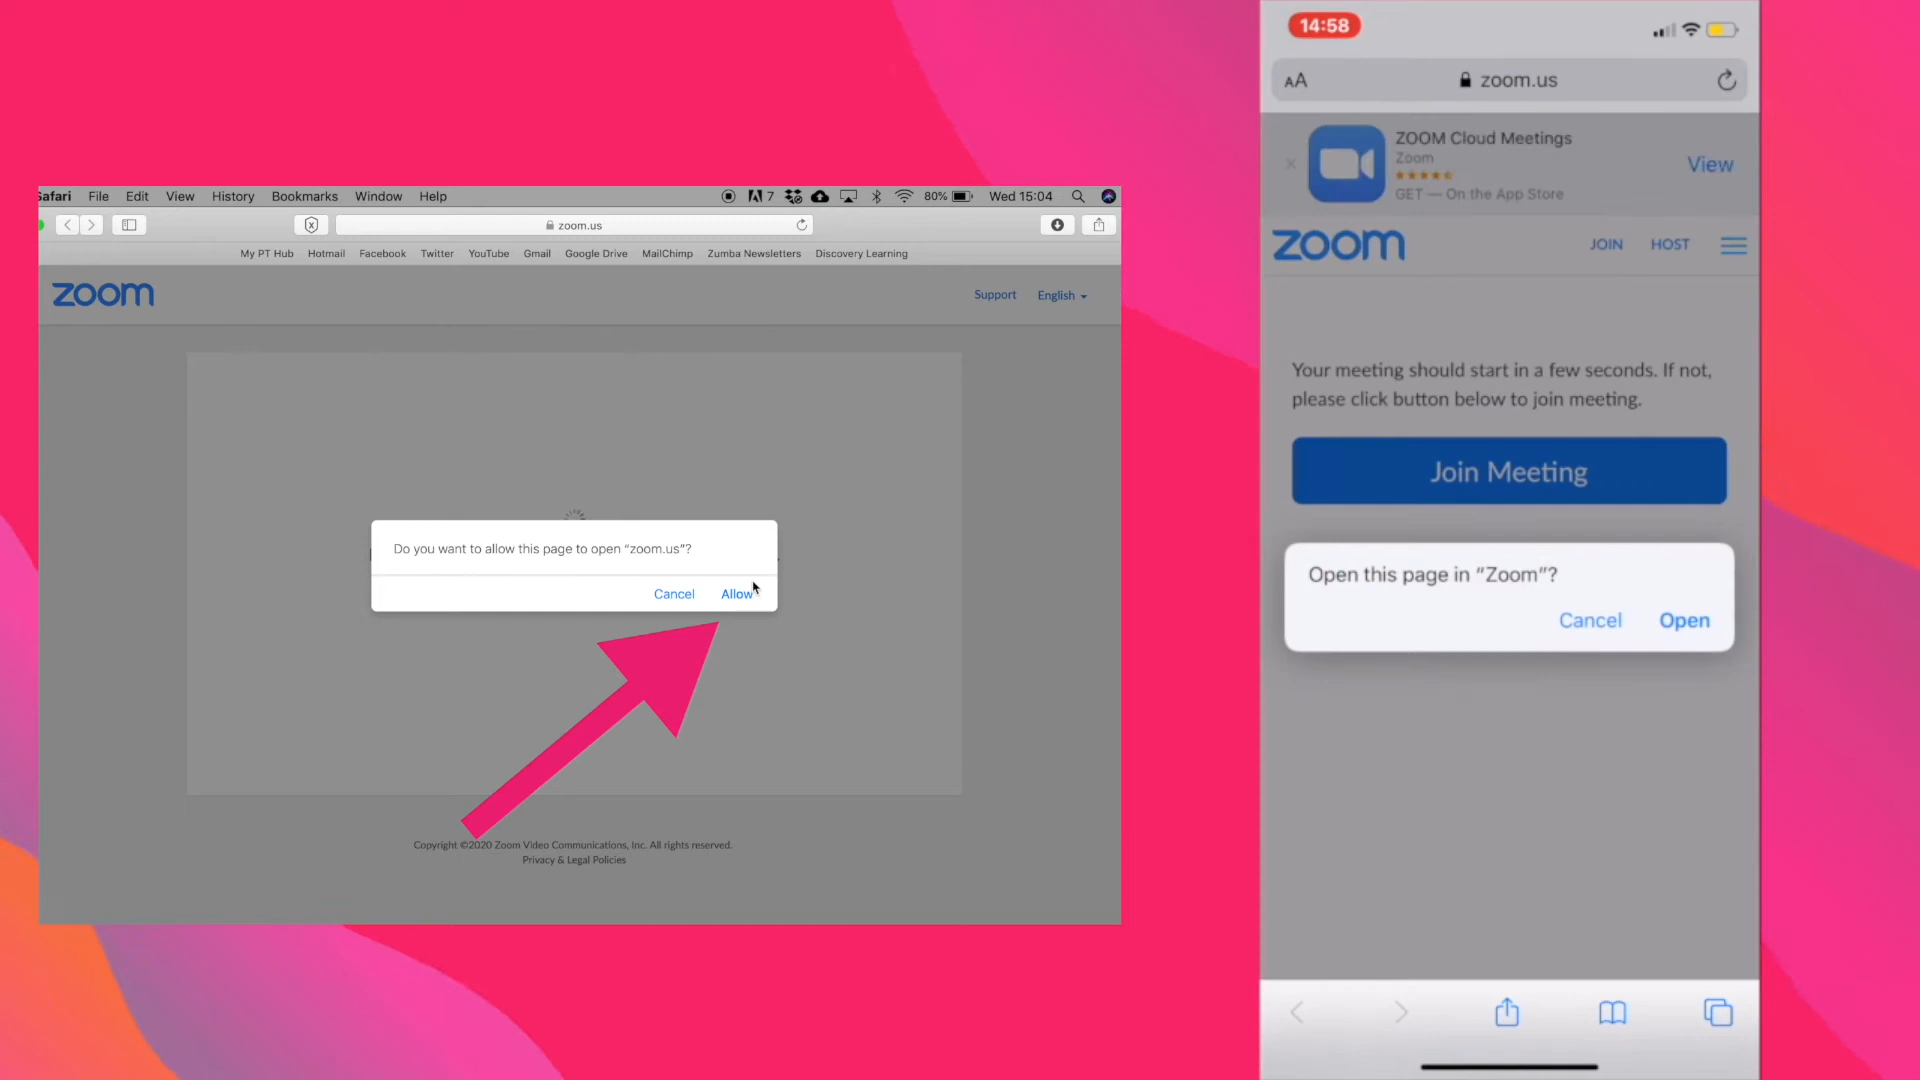 Safari File Edit View History Bookmarks Window Help 7 80% Wed 15:04
zoom.us
My PT Hub Hotmail Facebook Twitter YouTube Gmail Google Drive MailChimp Zumba Newsletters Discovery Learning
zoom Support English
Do you want to allow this page to open “zoom.us”?
Cancel Allow
Copyright ©2020 Zoom Video Communications, Inc. All rights reserved.
Privacy & Legal Policies
14:58
AA zoom.us
ZOOM Cloud Meetings
Zoom
View
GET — On the App Store
zoom JOIN HOST
Your meeting should start in a few seconds. If not,
please click button below to join meeting.
Join Meeting
Open this page in “Zoom”?
Cancel Open